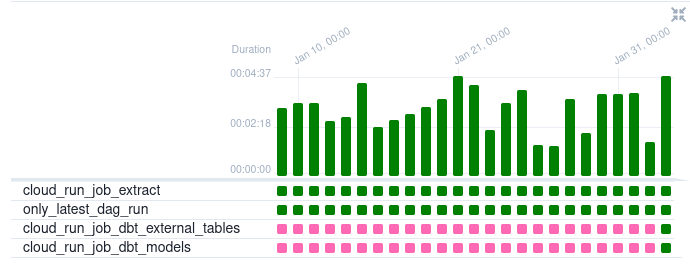 Jan 10, 00:00
Jan 21, 00:00
Jan 31, 00:00
Duration
00:04:37
00:02:18
00:00:00
cloud_run_job_extract
only_latest_dag_run
cloud_run_job_dbt_external_tables
cloud_run_job_dbt_models